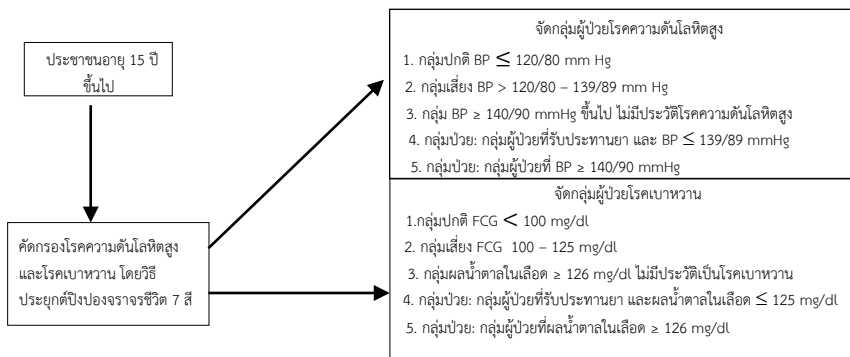 ประชาชนอายุ 15 ปี
ขึ้นไป
คัดกรองโรคความดันโลหิตสูง
และโรคเบาหวาน โดยวิธี
ประยุกต์ปิงปองจราจรชีวิต 7 สี
จัดกลุ่มผู้ป่วยโรคความดันโลหิตสูง
1. กลุ่มปกติ BP ≤ 120/80 mm Hg
2. กลุ่มเสี่ยง BP > 120/80 – 139/89 mm Hg
3. กลุ่ม BP ≥ 140/90 mmHg ขึ้นไป ไม่มีประวัติโรคความดันโลหิตสูง
4. กลุ่มป่วย: กลุ่มผู้ป่วยที่รับประทานยา และ BP ≤ 139/89 mmHg
5. กลุ่มป่วย: กลุ่มผู้ป่วยที่ BP ≥ 140/90 mmHg
จัดกลุ่มผู้ป่วยโรคเบาหวาน
1.กลุ่มปกติ FCG < 100 mg/dl
2. กลุ่มเสี่ยง FCG 100 – 125 mg/dl
3. กลุ่มผลน้ำตาลในเลือด ≥ 126 mg/dl ไม่มีประวัติเป็นโรคเบาหวาน
4. กลุ่มป่วย: กลุ่มผู้ป่วยที่รับประทานยา และผลน้ำตาลในเลือด ≤ 125 mg/dl
5. กลุ่มป่วย: กลุ่มผู้ป่วยที่ผลน้ำตาลในเลือด ≥ 126 mg/dl